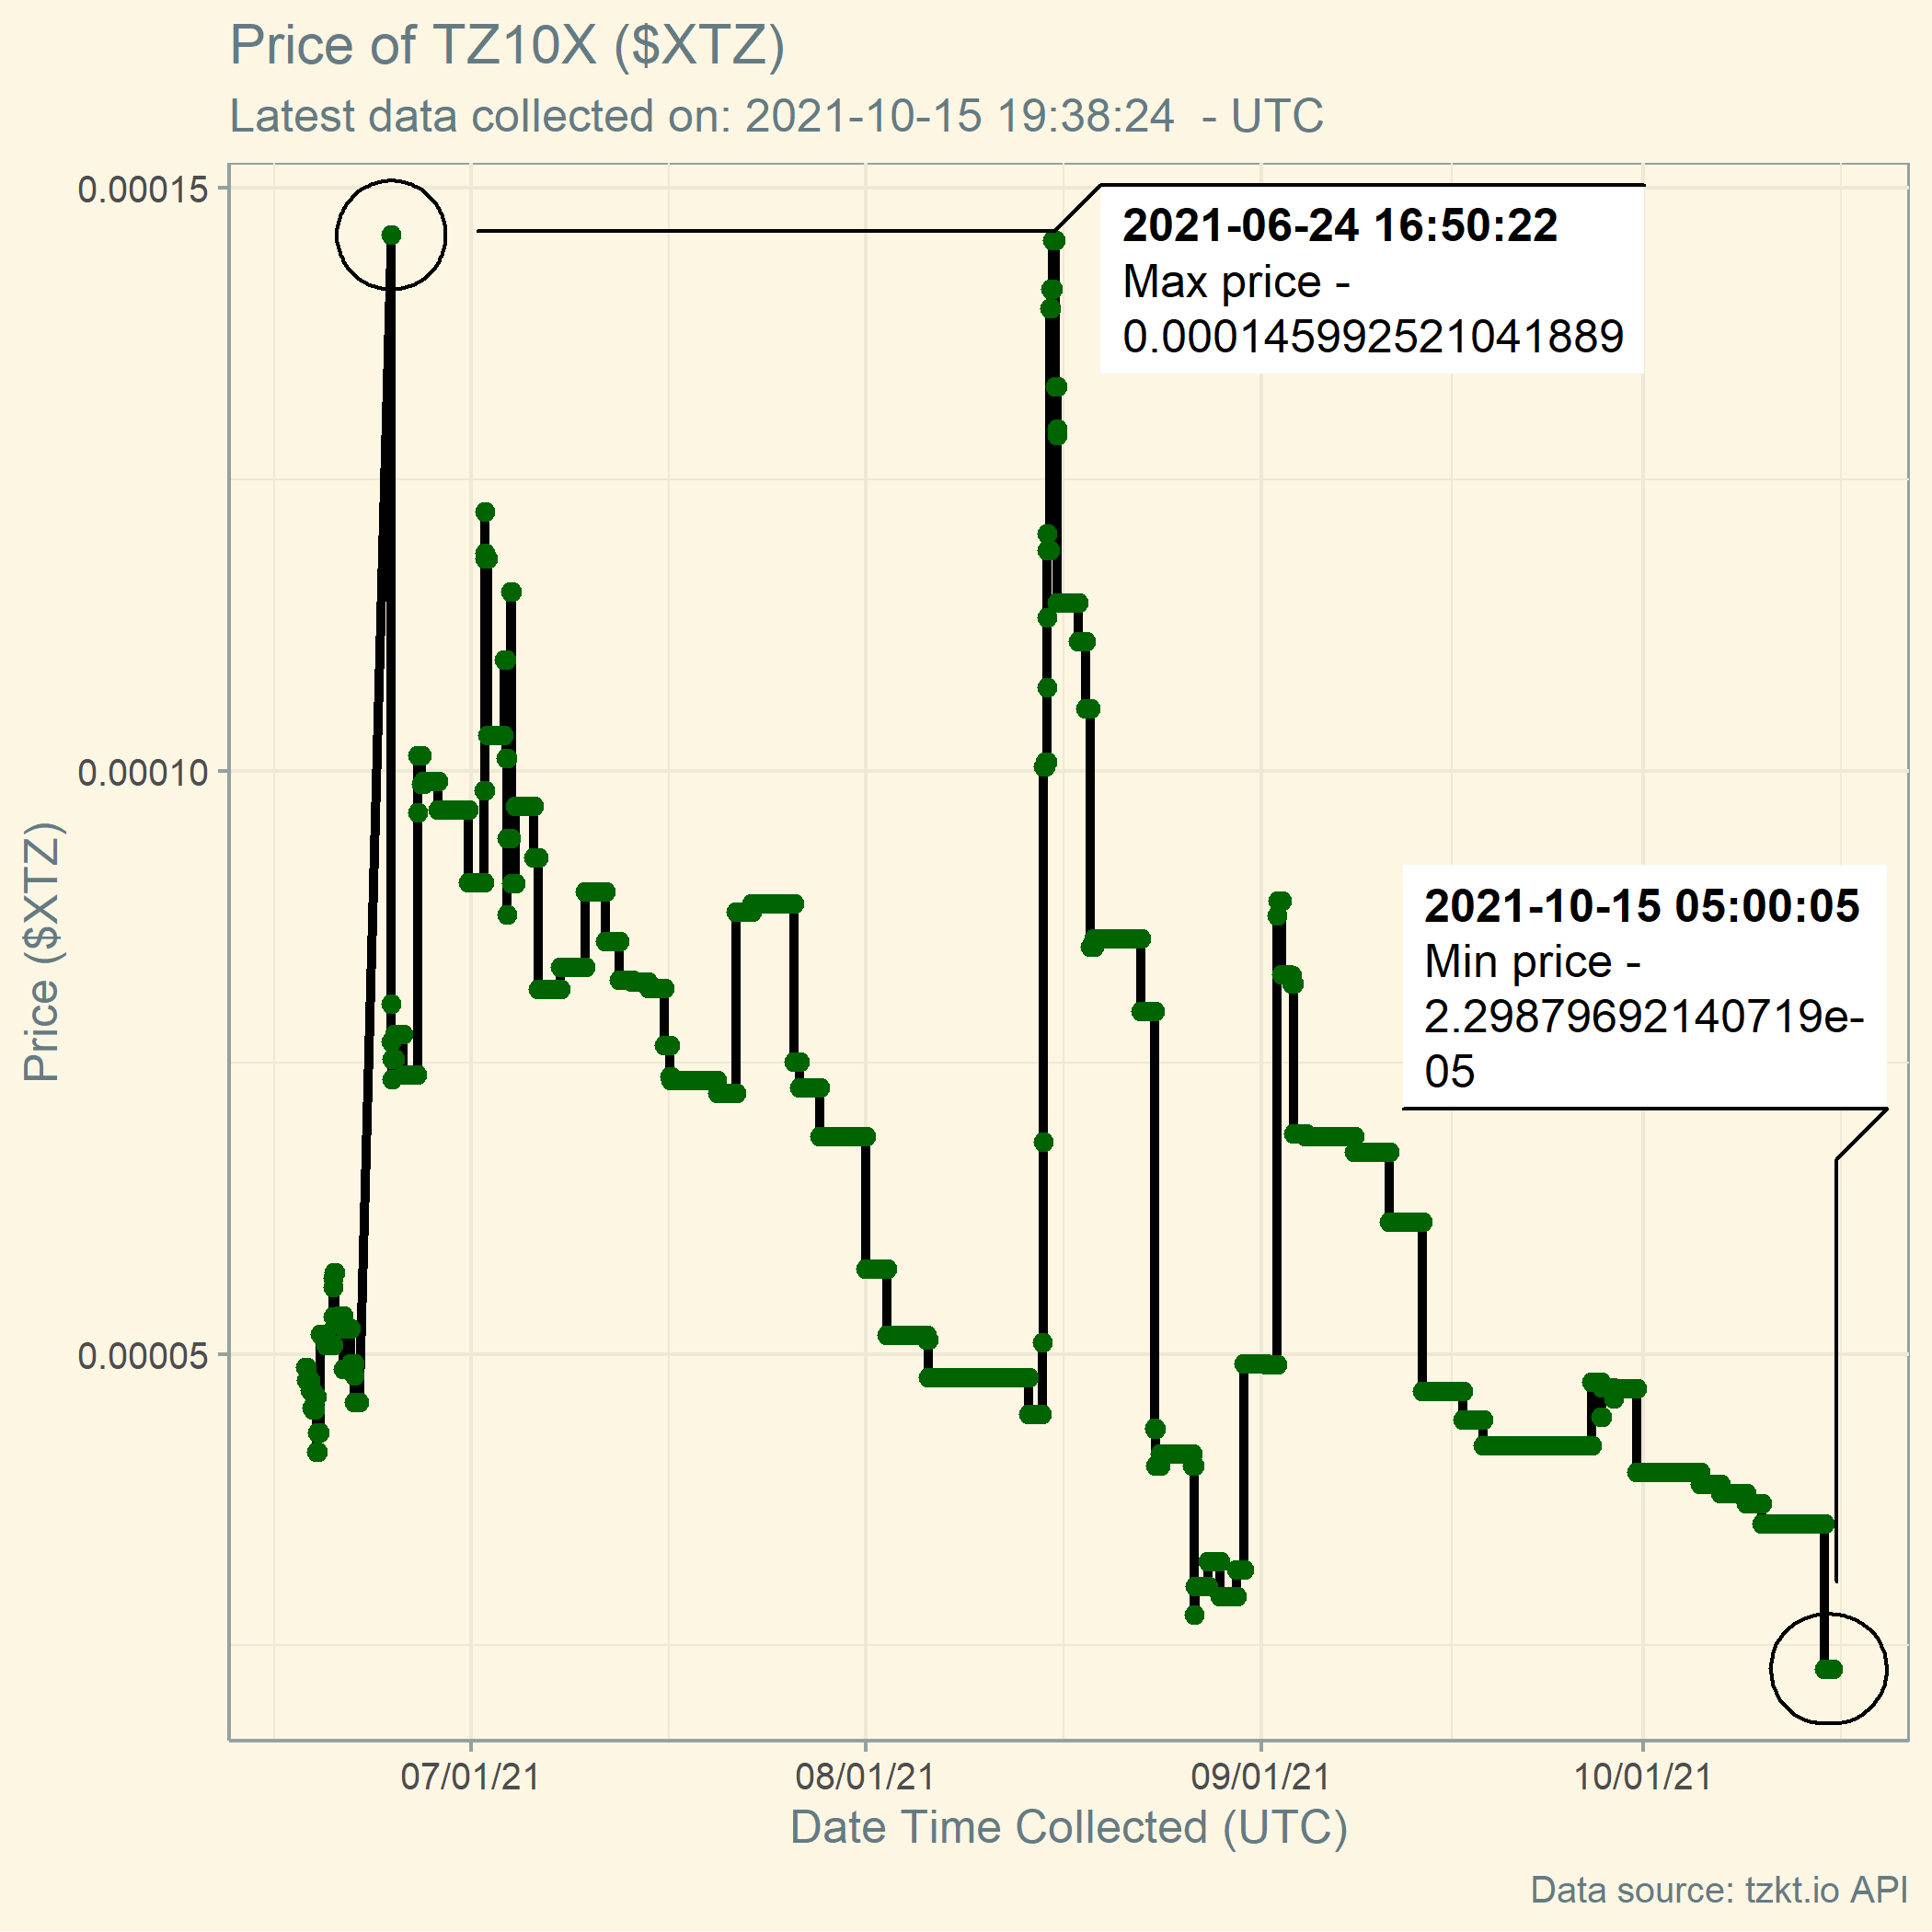 Price of TZ10X ($XTZ)
Latest data collected on: 2021-10-15 19:38:24  - UTC
0.00015
0.00010
0.00005
Price ($XTZ)
2021-06-24 16:50:22
Max price -
0.000145992521041889
2021-10-15 05:00:05
Min price -
2.29879692140719e-
05
07/01/21
08/01/21
09/01/21
10/01/21
Date Time Collected (UTC)
Data source: tzkt.io API